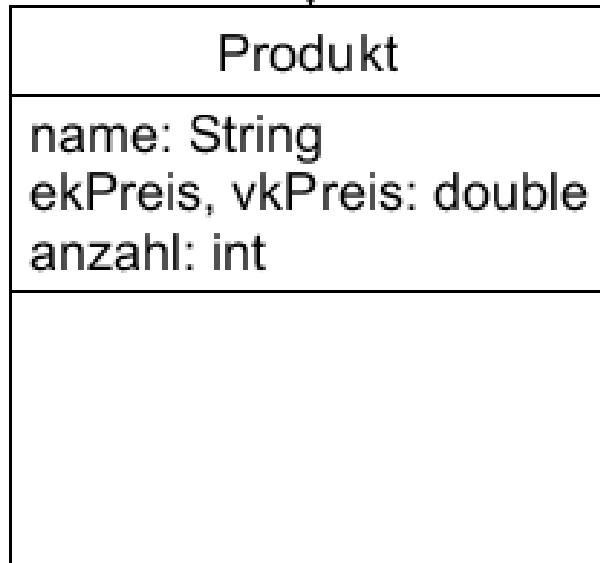 Produkt
name: String
ekPreis, vkPreis: double
anzahl: int